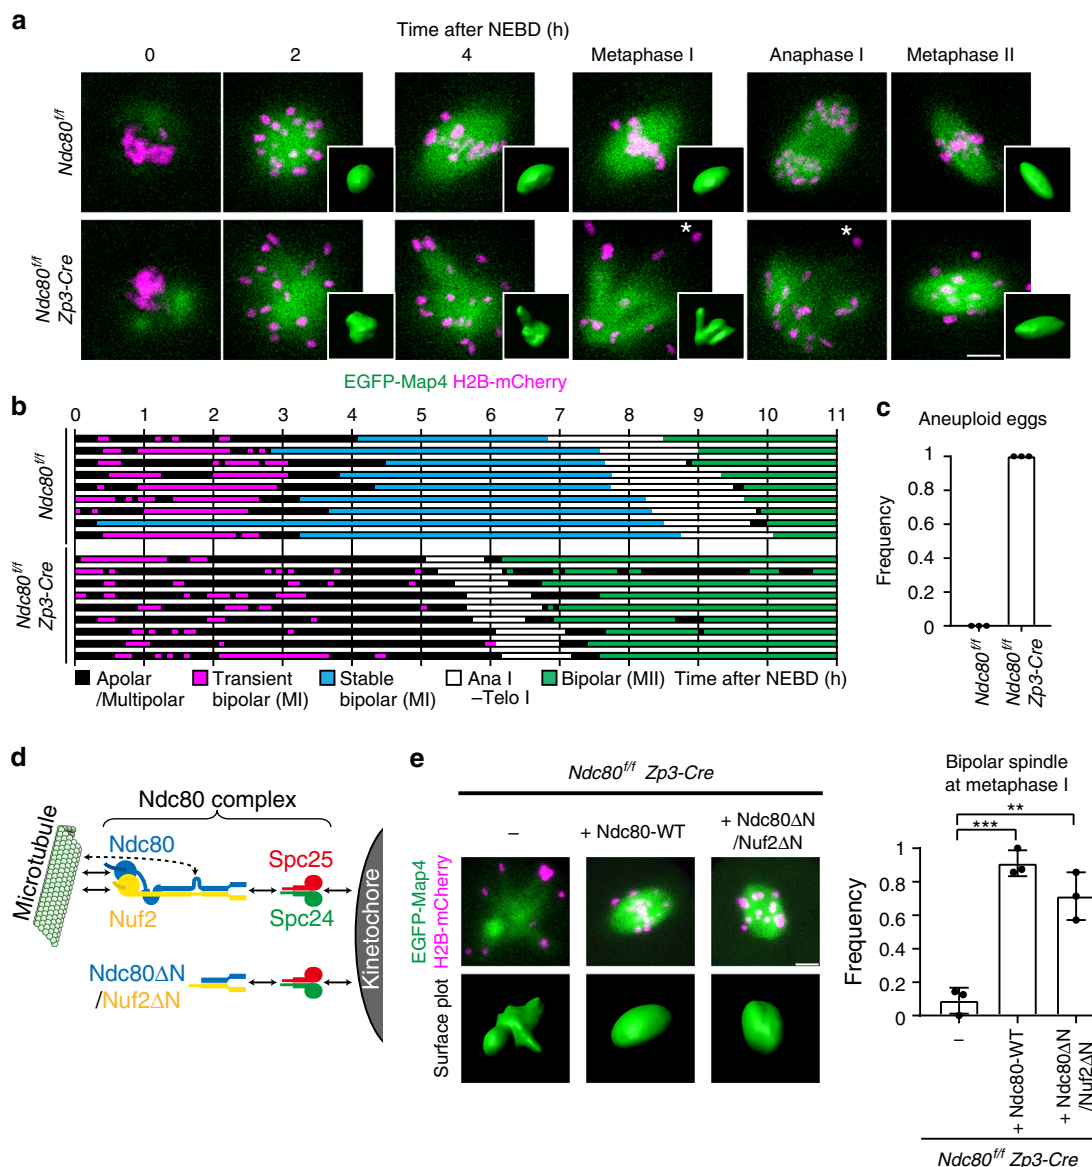 a
Time after NEBD (h)
0 2 4 Metaphase I Anaphase I Metaphase II
Ndc80f/f
Ndc80f/f
Zp3-Cre
* *
EGFP-Map4 H2B-mCherry
b
0 1 2 3 4 5 6 7 8 9 10 11
Ndc80f/f
Ndc80f/f
Zp3-Cre
Apolar
/Multipolar
Transient
bipolar (MI)
Stable
bipolar (MI)
Ana I
–Telo I
Bipolar (MII)
Time after NEBD (h)
c
Aneuploid eggs
Frequency
1
0.8
0.6
0.4
0.2
0
Ndc80f/f
Ndc80f/f
Zp3-Cre
d
Ndc80 complex
Microtubule
Ndc80
Nuf2
Spc25
Spc24
Kinetochore
Ndc80ΔN
/Nuf2ΔN
e
Ndc80f/f Zp3-Cre
–
+ Ndc80-WT
+ Ndc80ΔN
/Nuf2ΔN
EGFP-Map4
H2B-mCherry
Surface plot
Bipolar spindle
at metaphase I
**
***
Frequency
1
0.8
0.6
0.4
0.2
0
–
+ Ndc80-WT
+ Ndc80ΔN
/Nuf2ΔN
Ndc80f/f Zp3-Cre